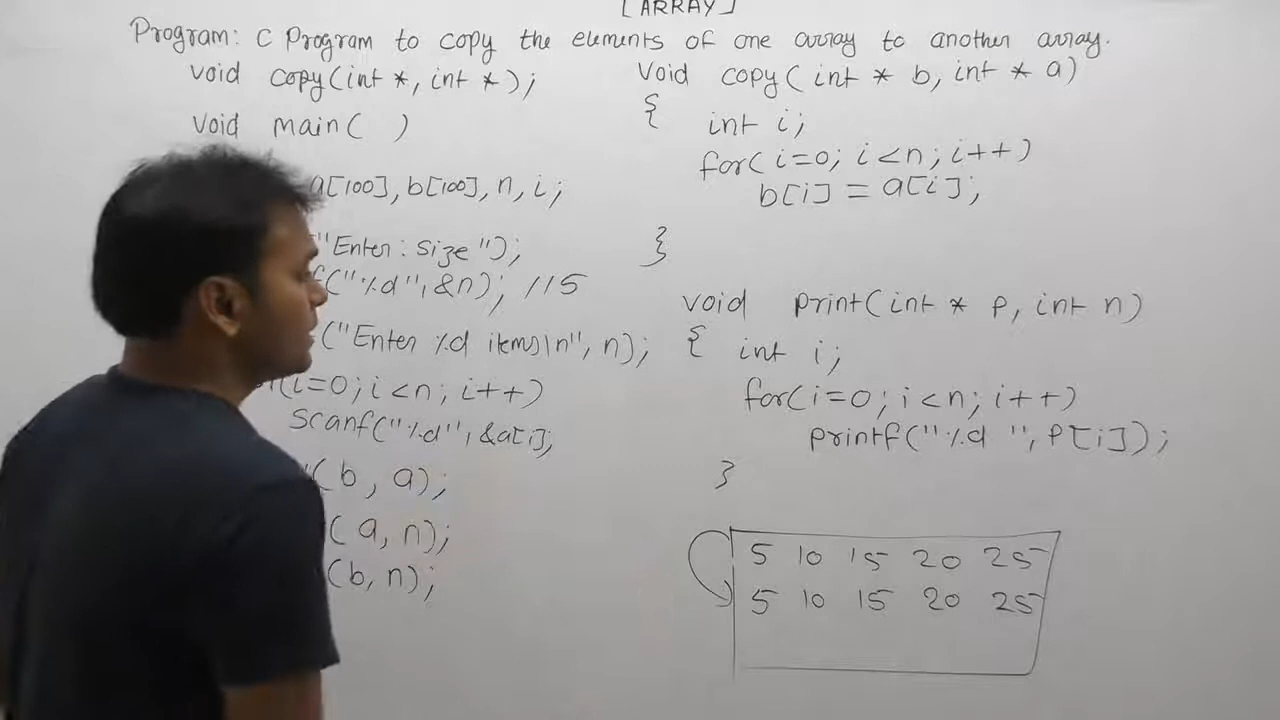 [ARRAY]
Program: C Program to copy the elements of one array to another array.
void copy(int *, int *);
void main( )
a[100], b[100], n, i;
"Enter : size");
f("%d", &n); //5
("Enter %d items\n", n);
(i=0; i<n; i++)
scanf("%d", &a[i];
(b, a);
( a, n);
(b, n);
void copy( int * b, int * a)
{ int i;
for( i=0; i<n; i++)
b[i] = a[i];
}
void print(int * P, int n)
{ int i;
for(i=0; i<n; i++)
printf("%d ", P[i]);
}
5 10 15 20 25
5 10 15 20 25